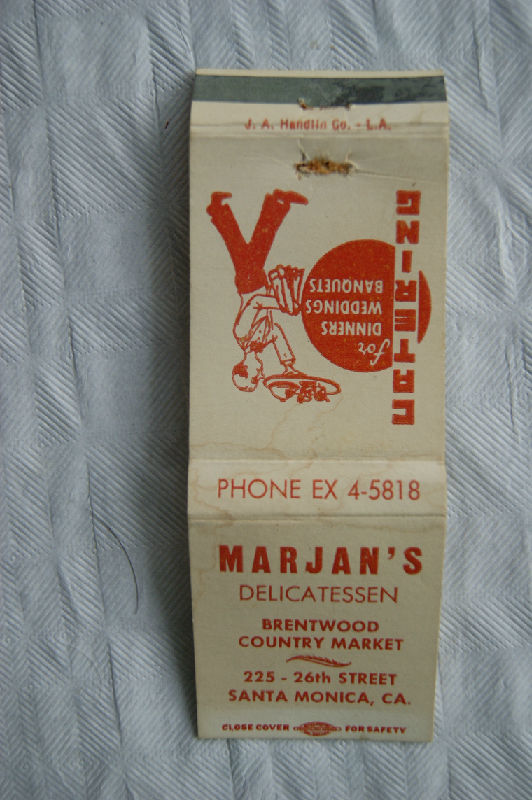 J. A. Handlin Co. - L.A.
CATERING
for
DINNERS
WEDDINGS
BANQUETS
PHONE EX 4-5818
MARJAN'S
DELICATESSEN
BRENTWOOD
COUNTRY MARKET
225 - 26th STREET
SANTA MONICA, CA.
CLOSE COVER FOR SAFETY